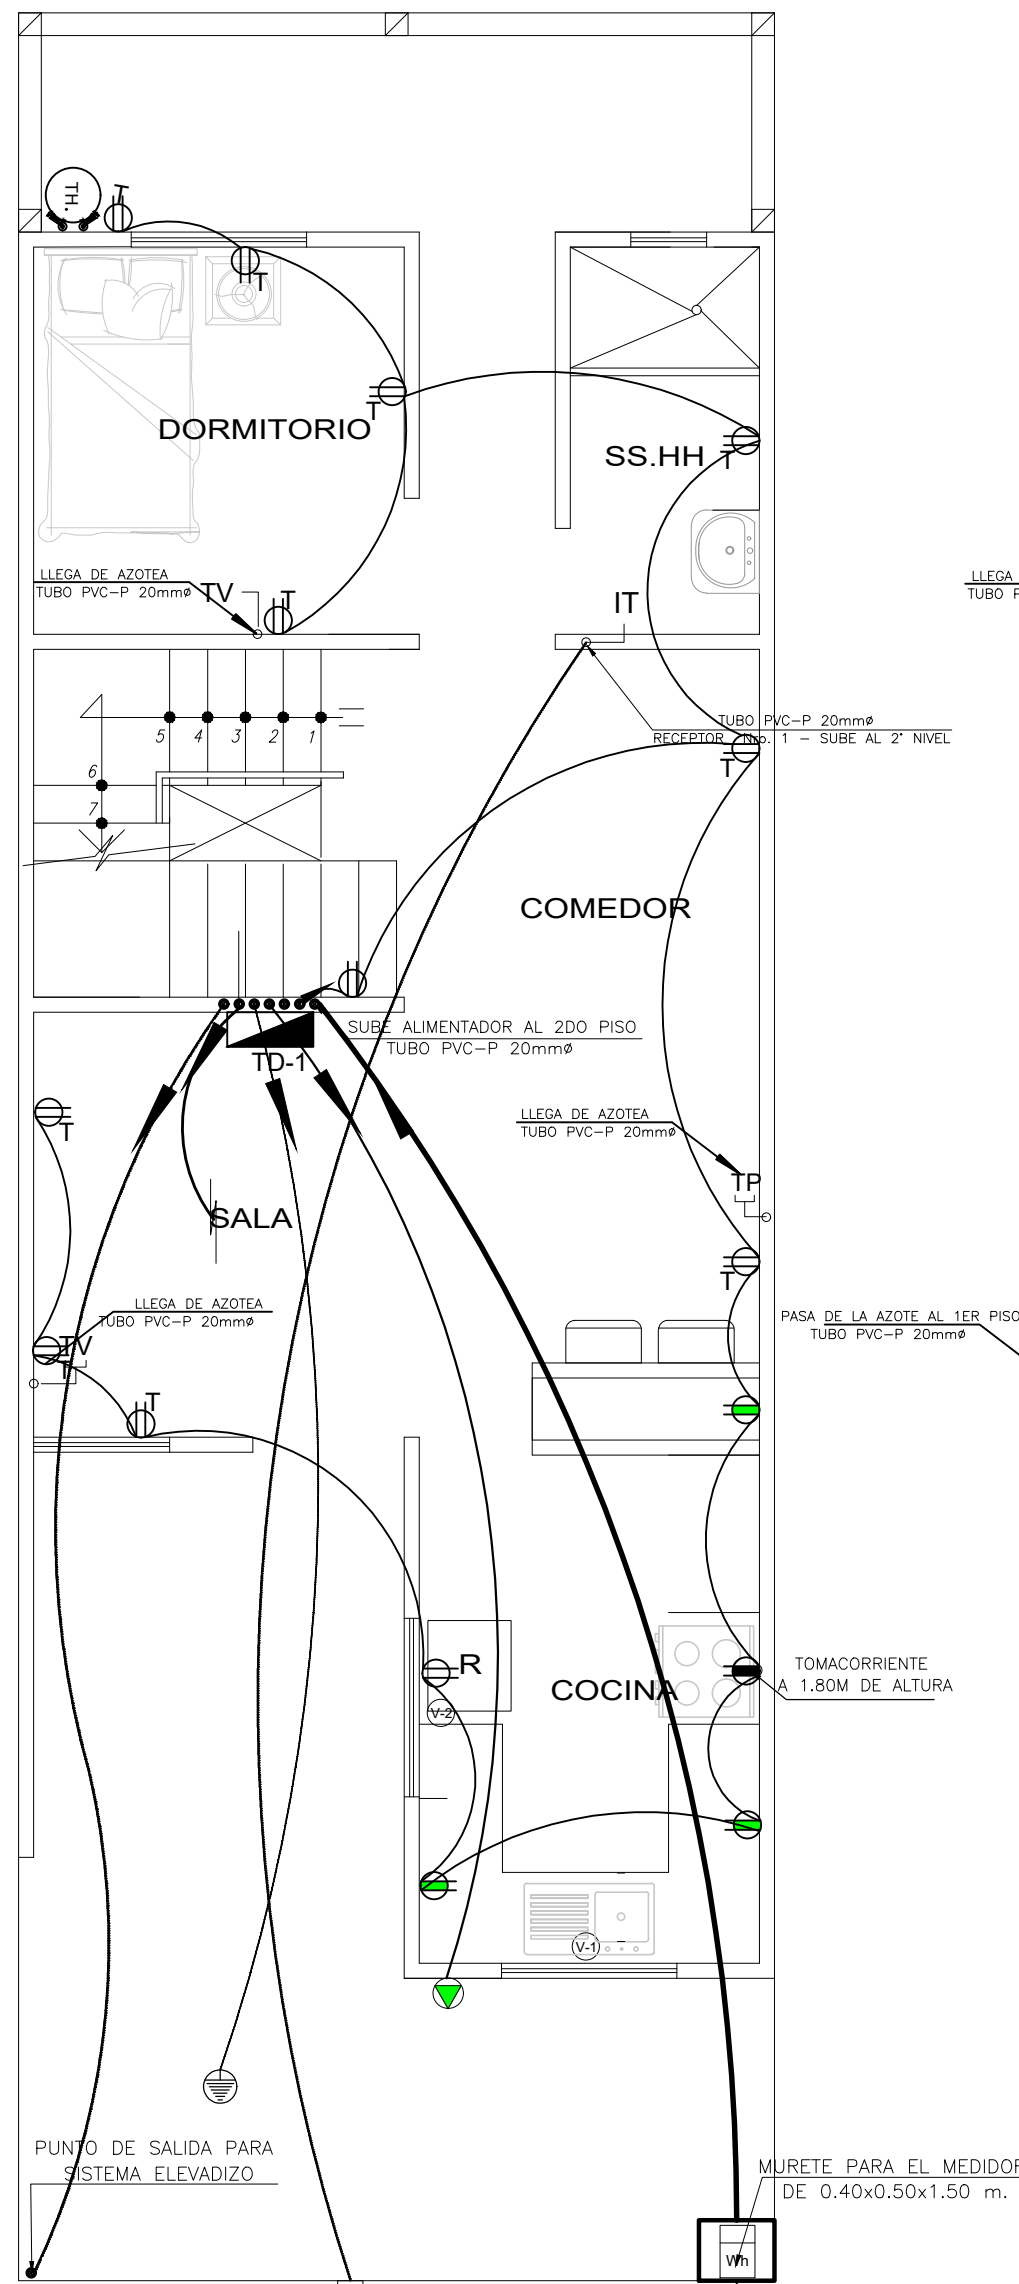 TH.
T
T
T
DORMITORIO
SS.HH
T
LLEGA DE AZOTEA
TUBO PVC-P 20mmø
TV
T
IT
LLEGA
TUBO P
5 4 3 2 1
TUBO PVC-P 20mmø
RECEPTOR Nro. 1 - SUBE AL 2° NIVEL
T
6
7
COMEDOR
SUBE ALIMENTADOR AL 2DO PISO
TUBO PVC-P 20mmø
TD-1
T
LLEGA DE AZOTEA
TUBO PVC-P 20mmø
TP
SALA
T
LLEGA DE AZOTEA
TUBO PVC-P 20mmø
TV
T
T
PASA DE LA AZOTE AL 1ER PISO
TUBO PVC-P 20mmø
R
V-2
COCINA
TOMACORRIENTE
A 1.80M DE ALTURA
V-1
PUNTO DE SALIDA PARA
SISTEMA ELEVADIZO
MURETE PARA EL MEDIDOR
DE 0.40x0.50x1.50 m.
Wh